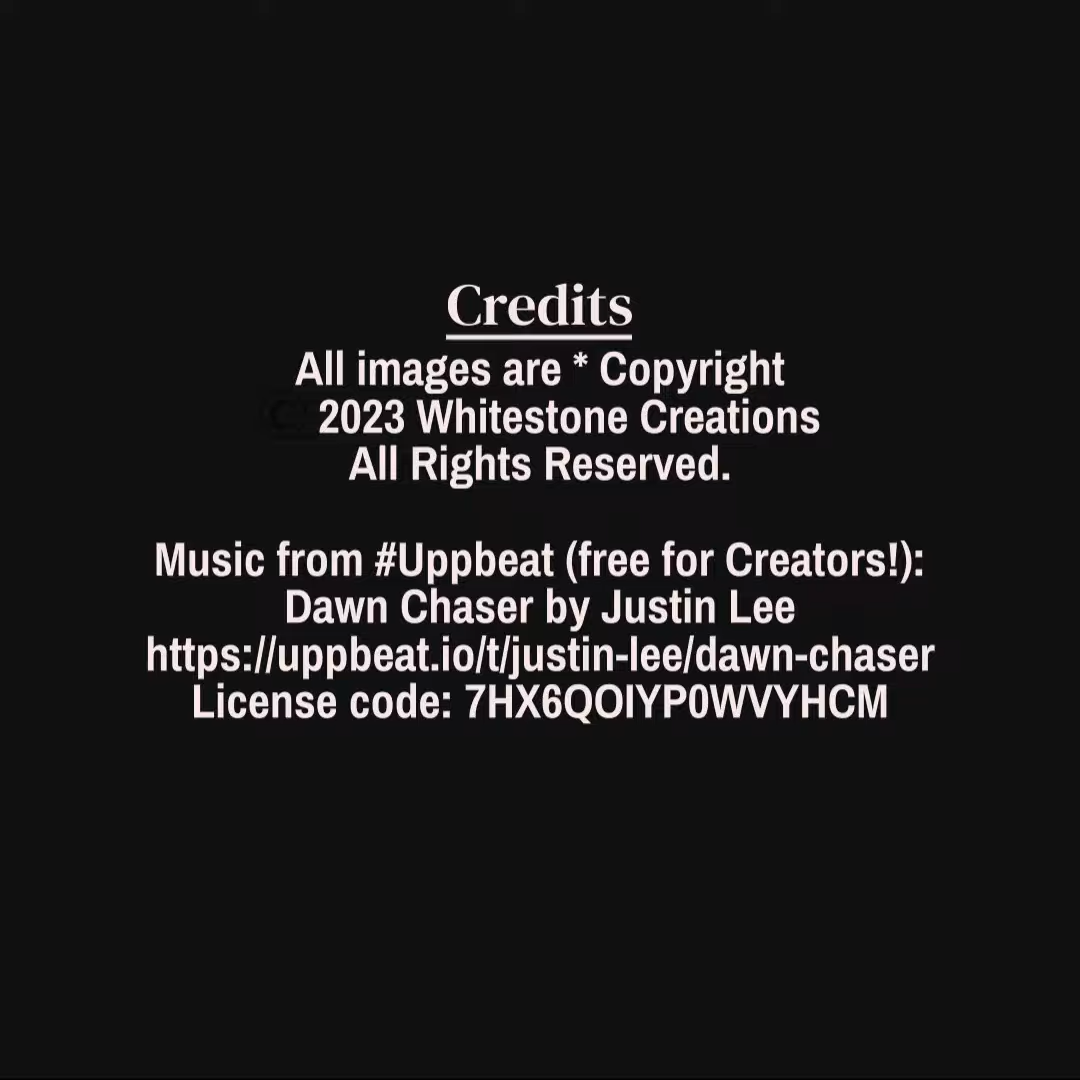 Credits
All images are * Copyright
© 2023 Whitestone Creations
All Rights Reserved.
Music from #Uppbeat (free for Creators!):
Dawn Chaser by Justin Lee
https://uppbeat.io/t/justin-lee/dawn-chaser
License code: 7HX6QOIYP0WVYHCM